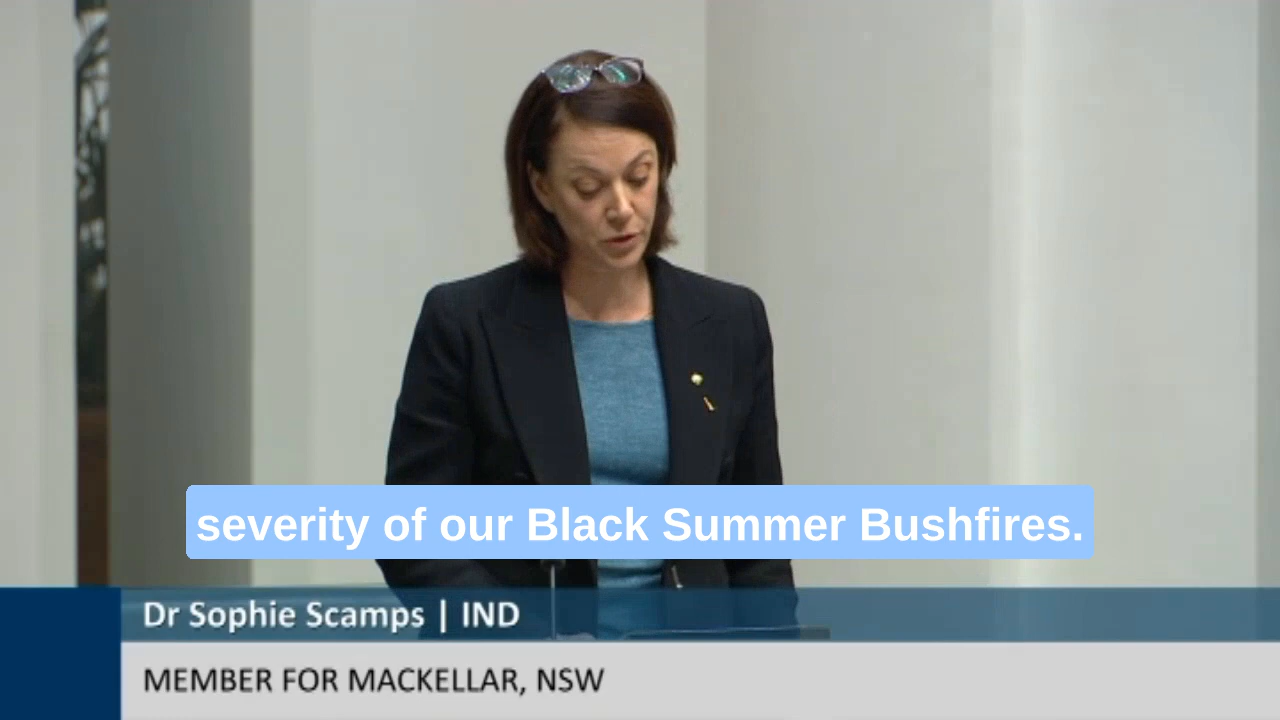 severity of our Black Summer Bushfires.
Dr Sophie Scamps | IND
MEMBER FOR MACKELLAR, NSW